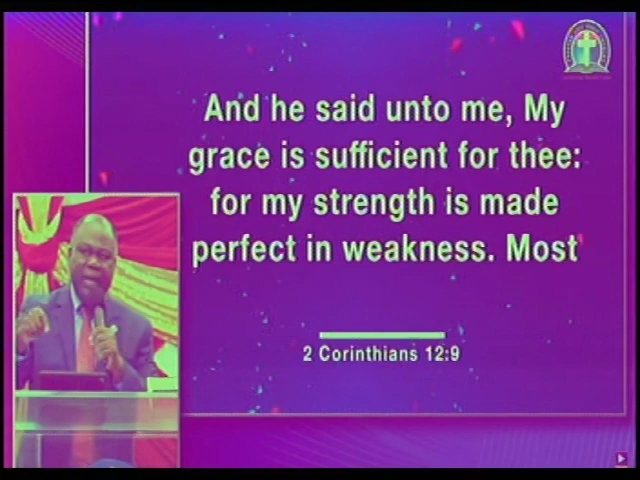 And he said unto me, My
grace is sufficient for thee:
for my strength is made
perfect in weakness. Most
2 Corinthians 12:9